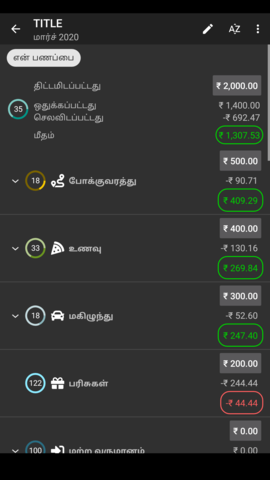 TITLE
மார்ச் 2020
என் பணப்பை
திட்டமிடப்பட்டது ₹ 2,000.00
35 ஒதுக்கப்பட்டது ₹ 1,400.00
செலவிடப்பட்டது -₹ 692.47
மீதம் ₹ 1,307.53
₹ 500.00
18 போக்குவரத்து -₹ 90.71
₹ 409.29
₹ 400.00
33 உணவு -₹ 130.16
₹ 269.84
₹ 300.00
18 மகிழுந்து -₹ 52.60
₹ 247.40
₹ 200.00
122 பரிசுகள் -₹ 244.44
-₹ 44.44
₹ 0.00
100 மற்ற வருமானம் ₹ 0.00